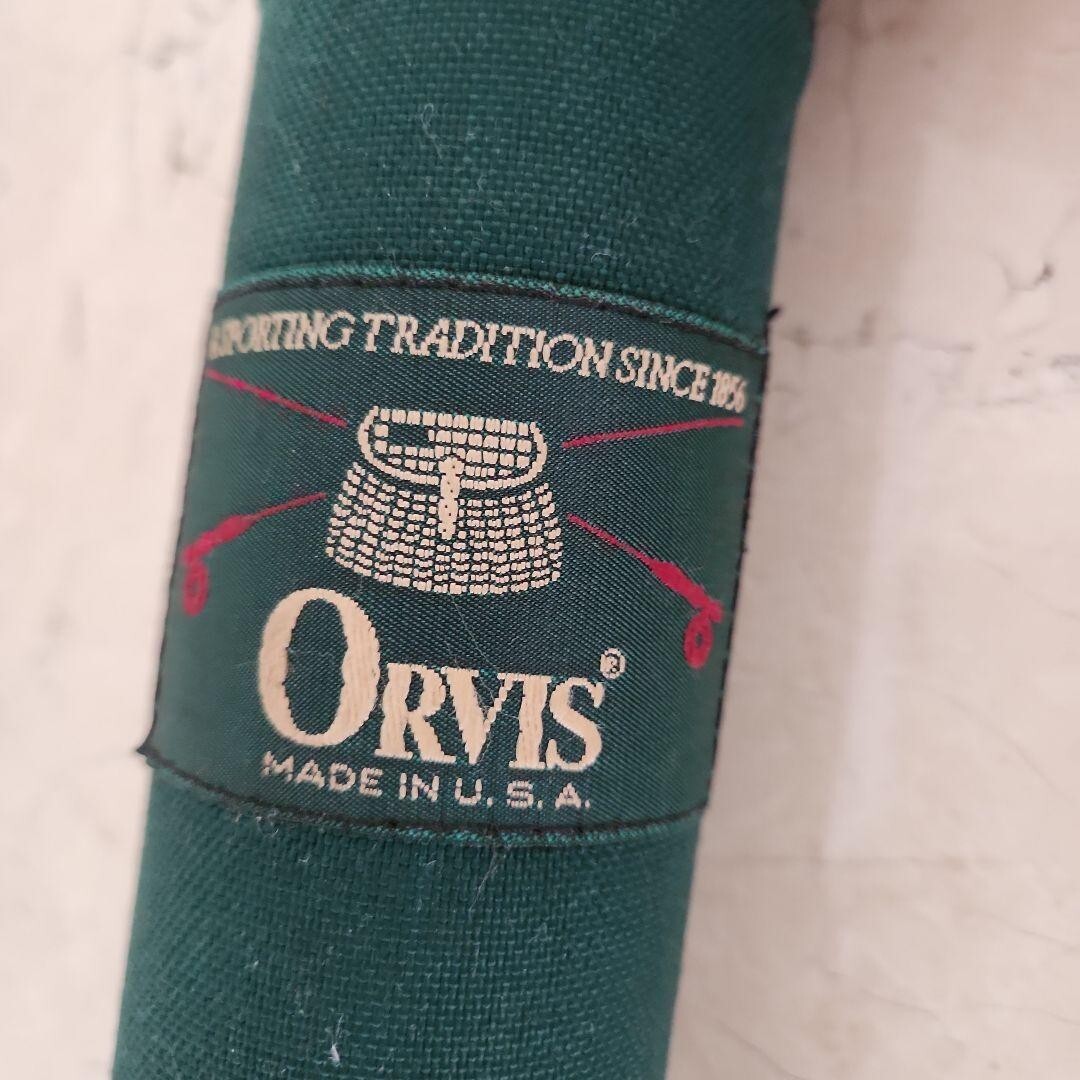 A SPORTING TRADITION SINCE 1856
ORVIS®
MADE IN U.S.A.